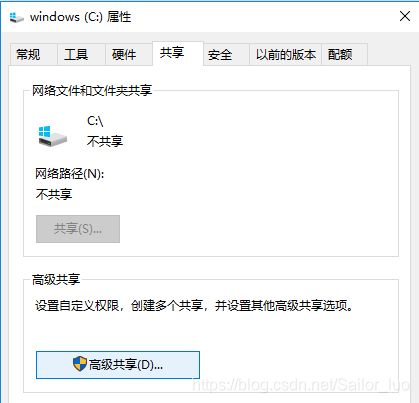 windows (C:) 属性
常规 工具 硬件 共享 安全 以前的版本 配额
网络文件和文件夹共享
C:\
不共享
网络路径(N):
不共享
共享(S)...
高级共享
设置自定义权限，创建多个共享，并设置其他高级共享选项。
高级共享(D)...
https://blog.csdn.net/Sailor_luo